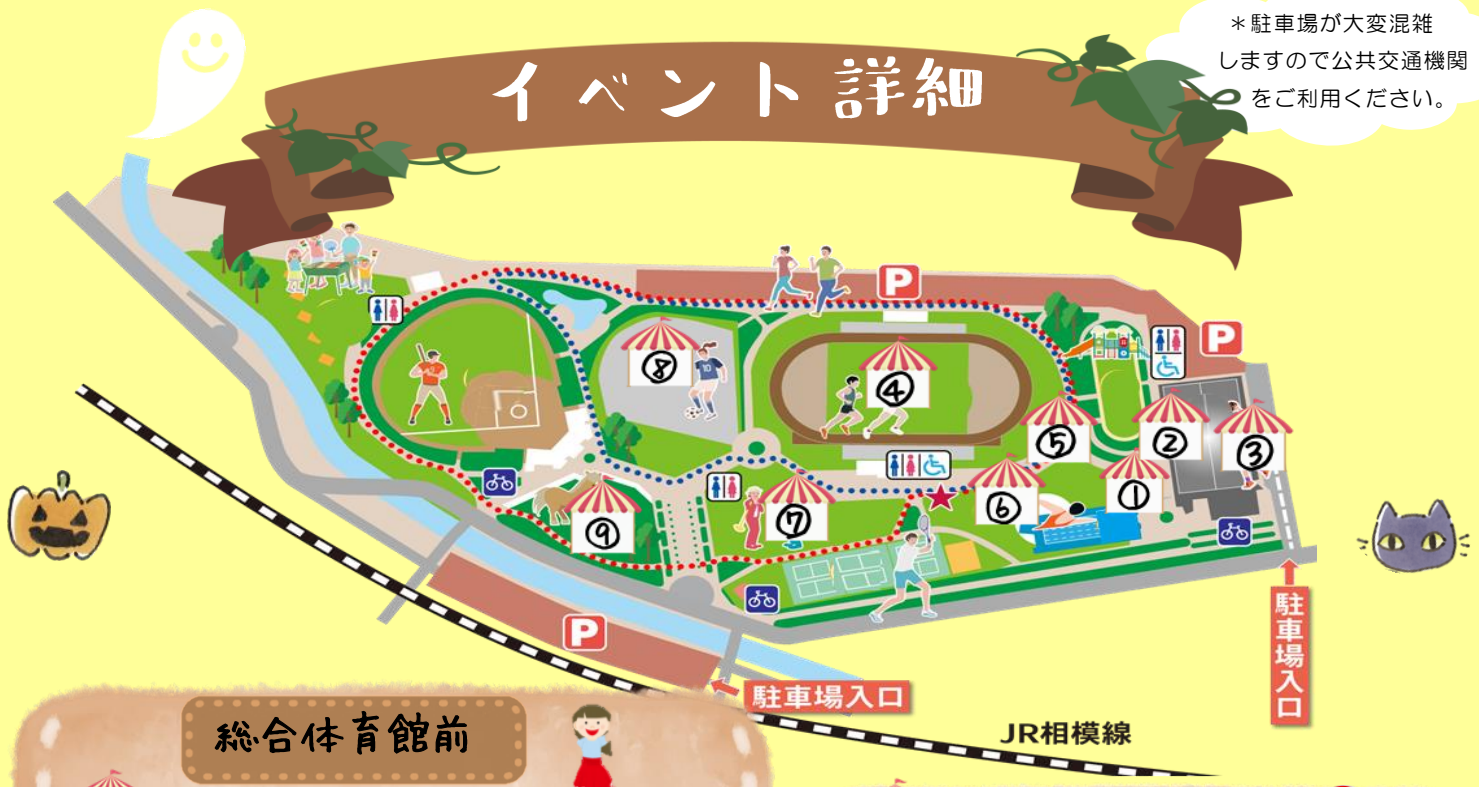 イベント詳細
＊駐車場が大変混雑
しますので公共交通機関
をご利用ください。
P
P
⑧
④
10
⑤
②
③
①
⑥
⑦
⑨
P
駐車場入口
駐車場入口
JR相模線
総合体育館前